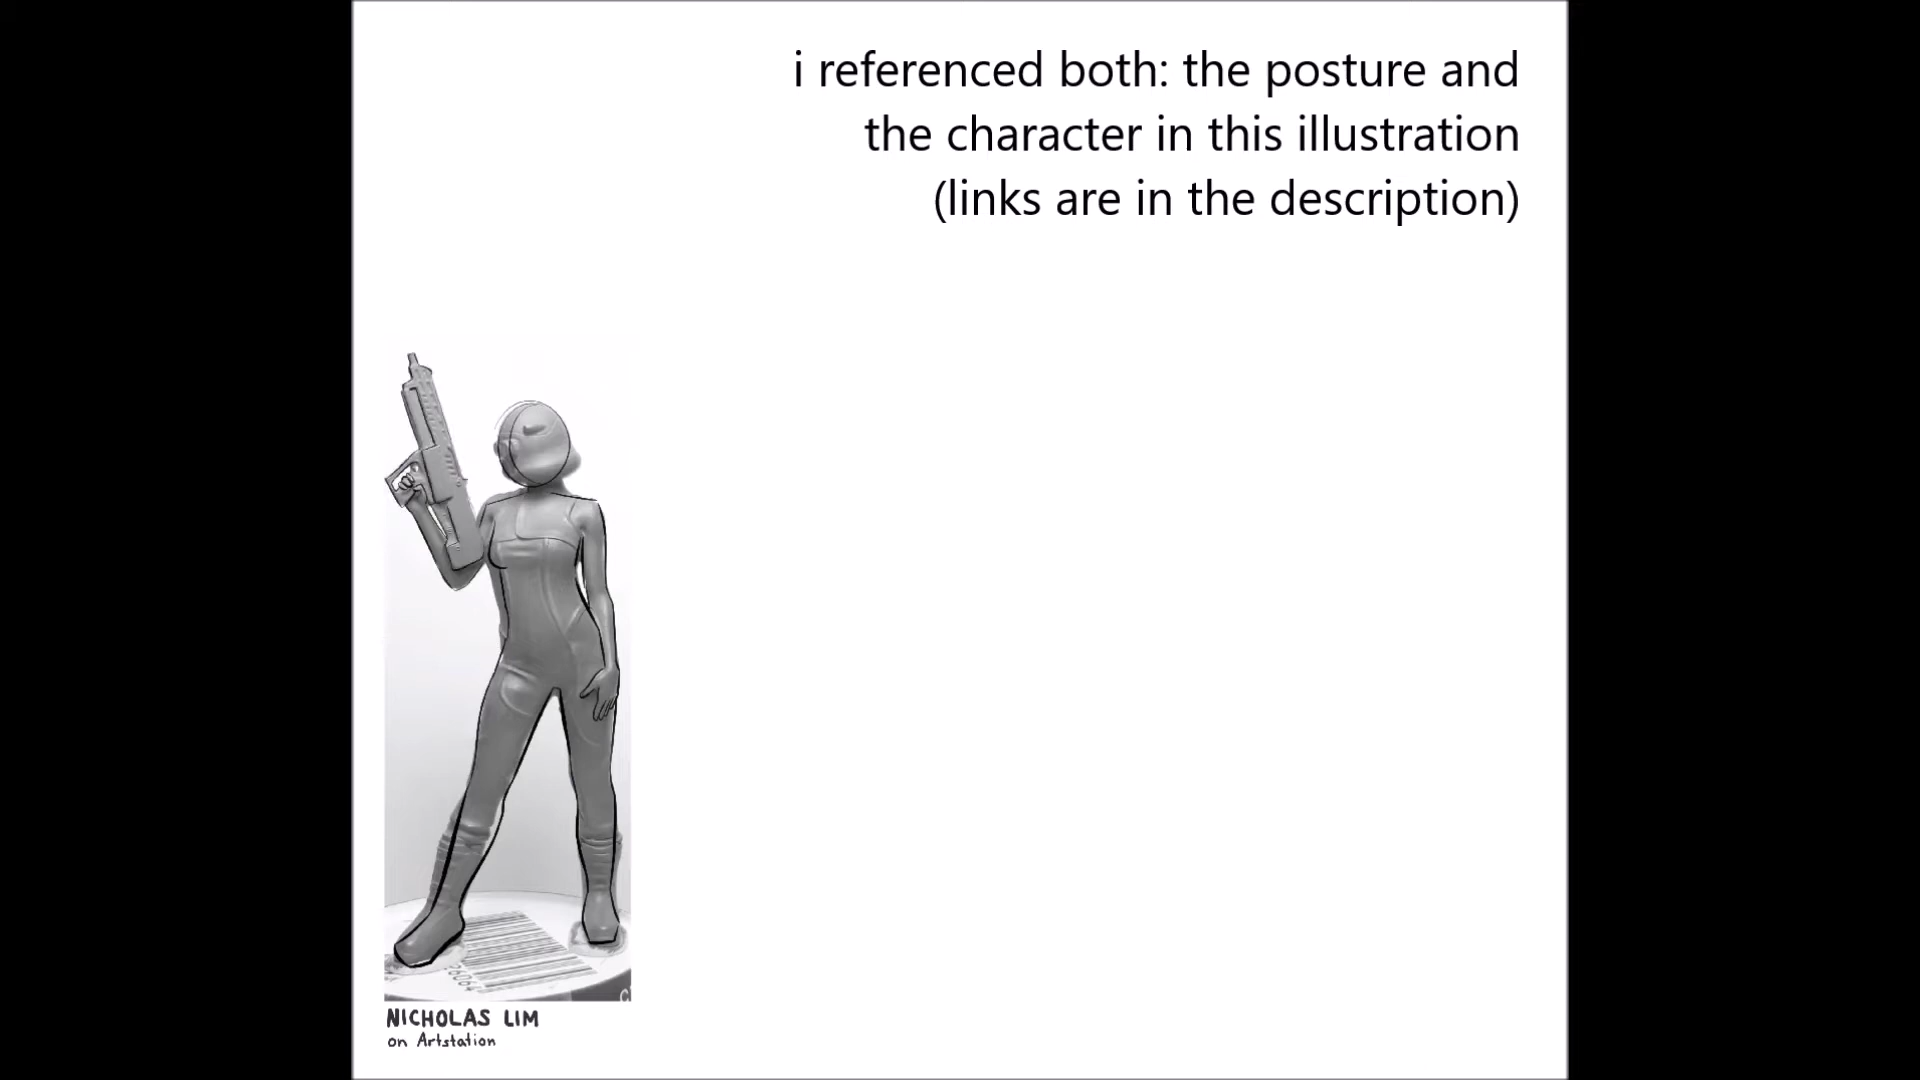 i referenced both: the posture and
the character in this illustration
(links are in the description)
26064
NICHOLAS LIM
on Artstation